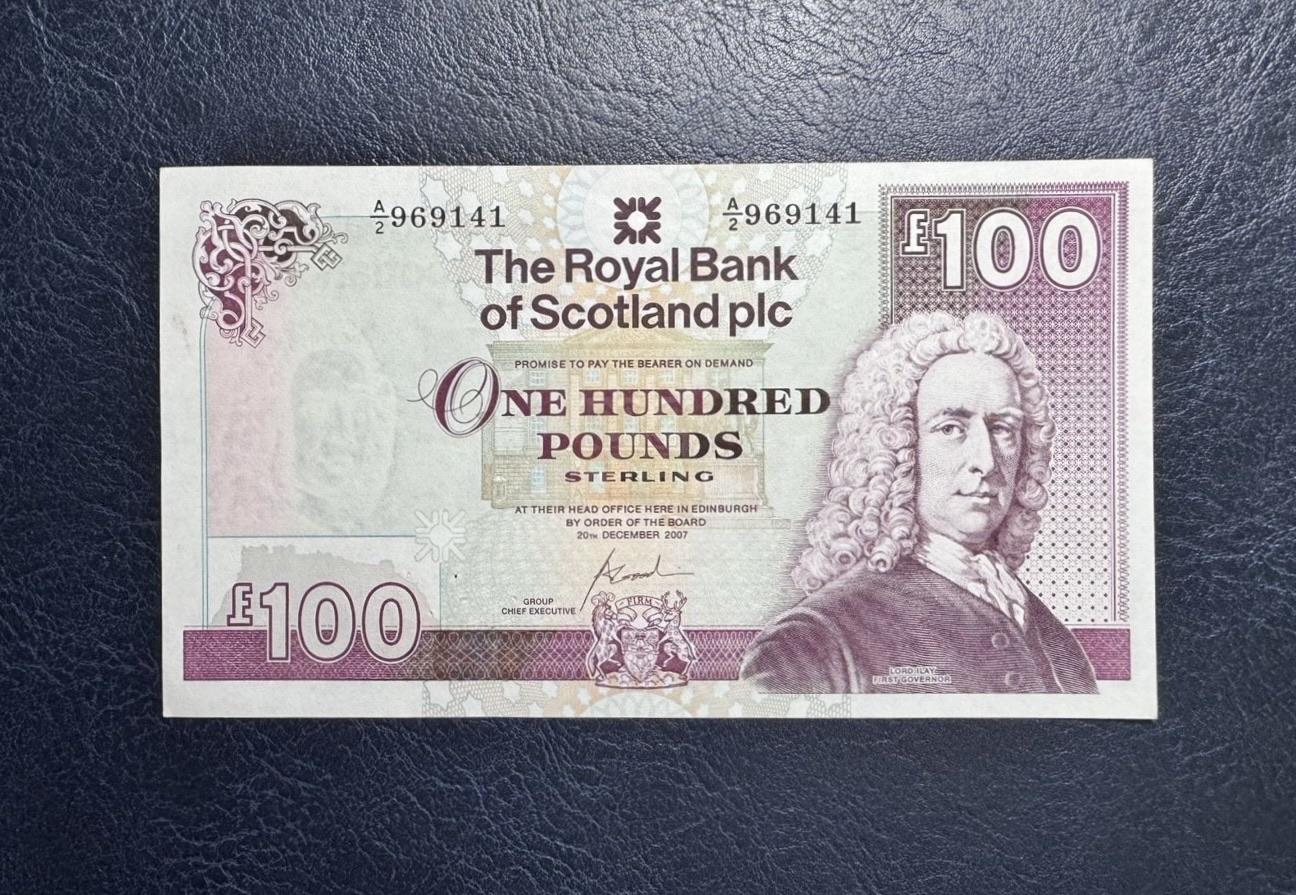 A/2 969141 A/2 969141
£100
The Royal Bank
of Scotland plc
PROMISE TO PAY THE BEARER ON DEMAND
ONE HUNDRED
POUNDS
STERLING
AT THEIR HEAD OFFICE HERE IN EDINBURGH
BY ORDER OF THE BOARD
20TH DECEMBER 2007
GROUP
CHIEF EXECUTIVE
£100
FIRM
LORD ILAY
FIRST GOVERNOR